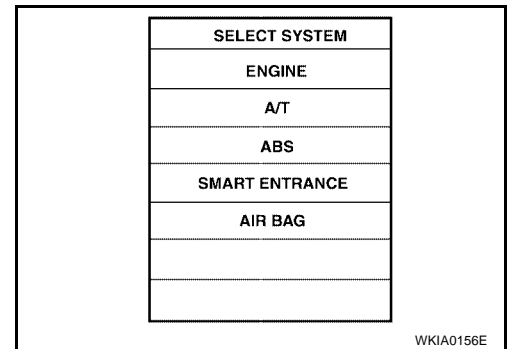 SELECT SYSTEM
ENGINE
A/T
ABS
SMART ENTRANCE
AIR BAG
WKIA0156E